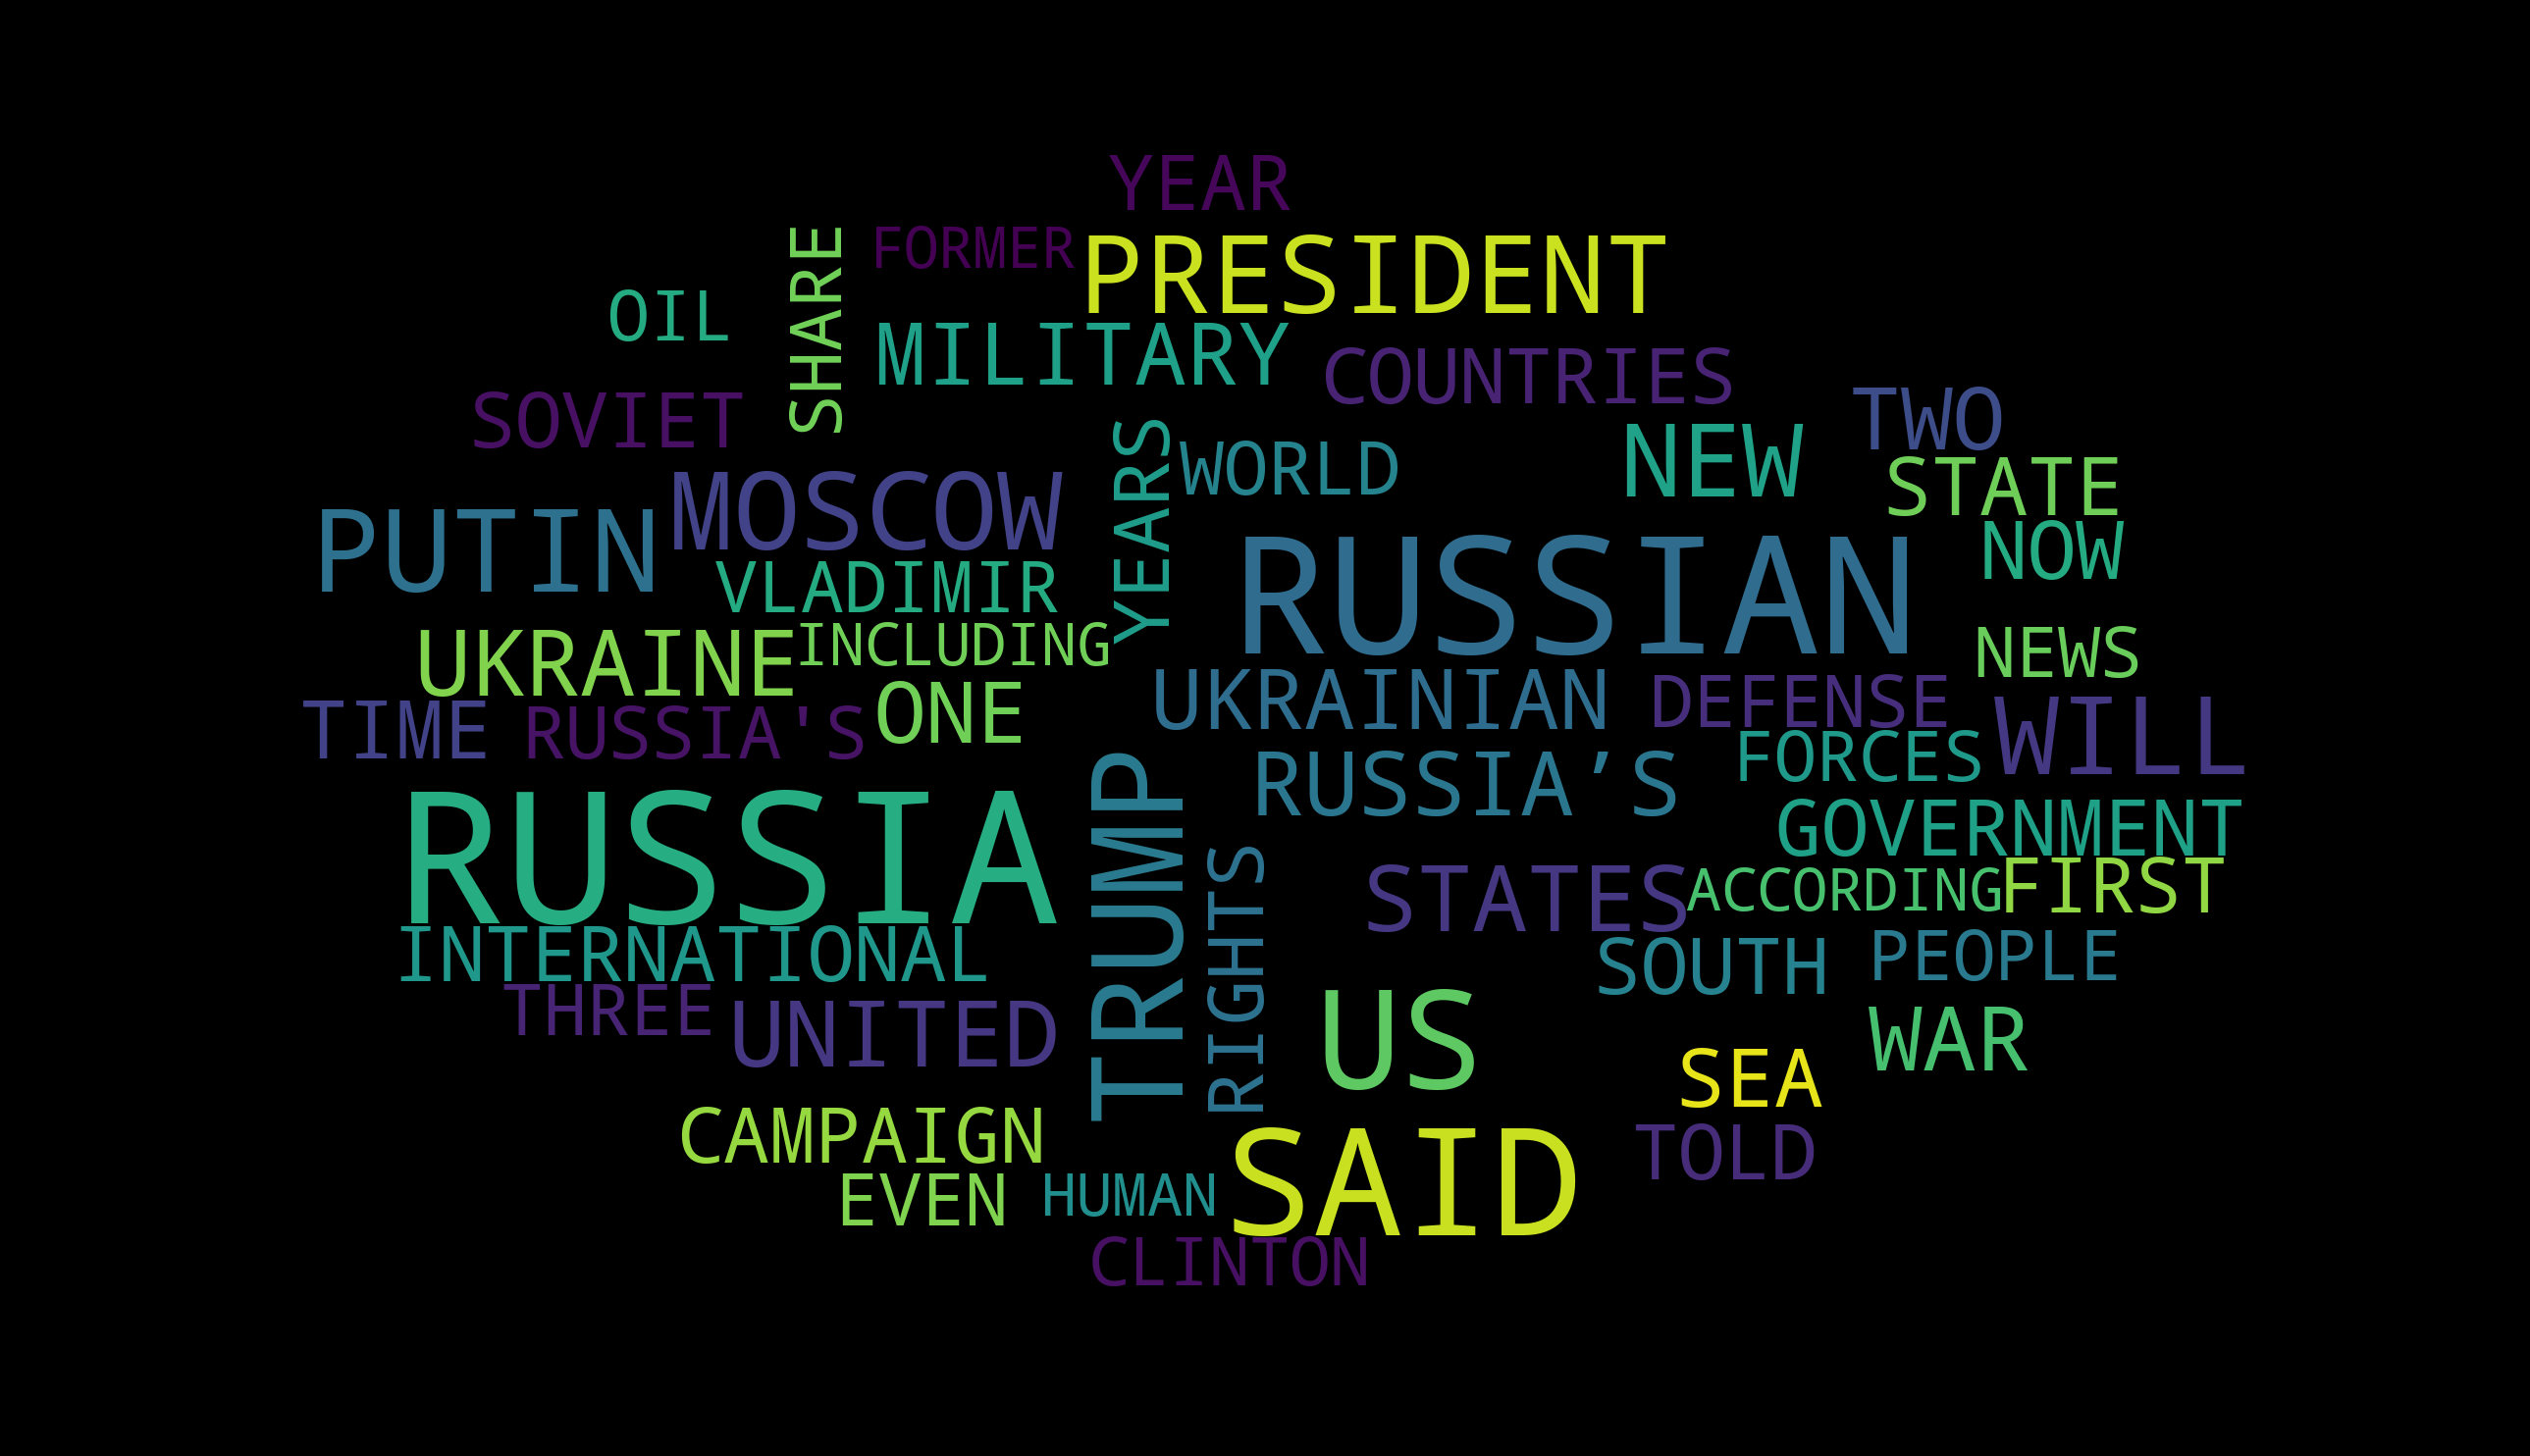 YEAR
FORMER
PRESIDENT
SHARE
OIL
MILITARY
COUNTRIES
SOVIET
TWO
NEW
WORLD
YEARS
STATE
MOSCOW
PUTIN
NOW
RUSSIAN
VLADIMIR
INCLUDING
UKRAINE
NEWS
UKRAINIAN
DEFENSE
ONE
WILL
TIME
RUSSIA'S
FORCES
RUSSIA’S
TRUMP
RUSSIA
GOVERNMENT
RIGHTS
STATES
ACCORDING
FIRST
INTERNATIONAL
SOUTH
PEOPLE
THREE
UNITED
US
WAR
SEA
CAMPAIGN
TOLD
SAID
EVEN
HUMAN
CLINTON